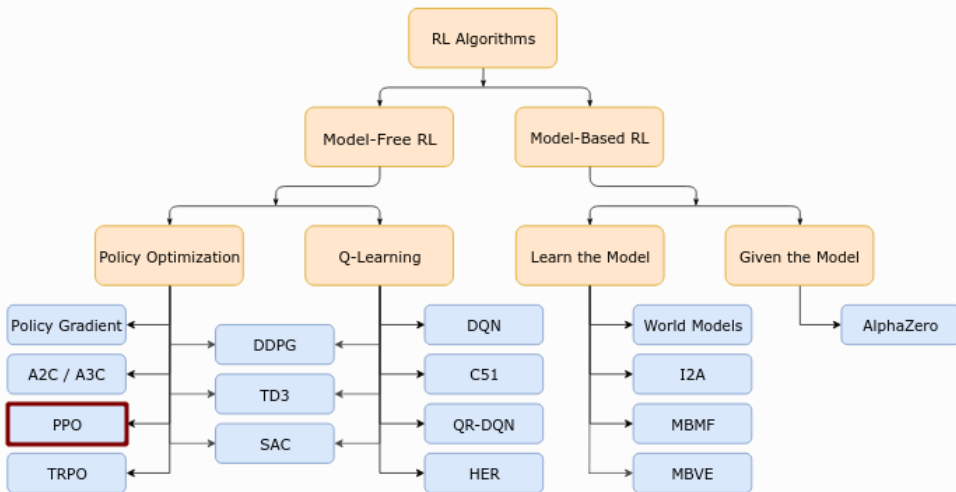 RL Algorithms
Model-Free RL
Model-Based RL
Policy Optimization
Q-Learning
Learn the Model
Given the Model
Policy Gradient
DDPG
DQN
World Models
AlphaZero
A2C / A3C
TD3
C51
I2A
PPO
SAC
QR-DQN
MBMF
TRPO
HER
MBVE